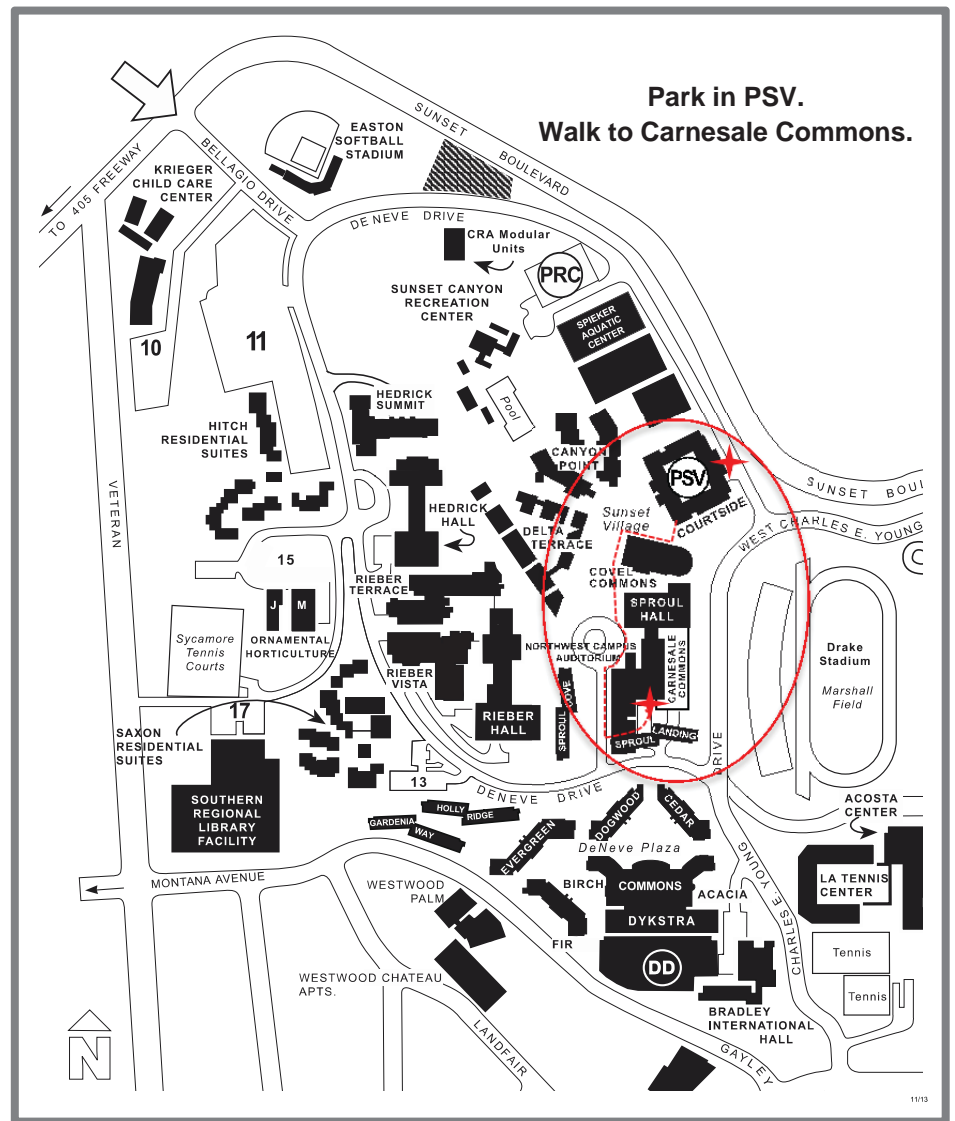 Park in PSV.
Walk to Carnesale Commons.
SUNSET
BOULEVARD
EASTON
SOFTBALL
STADIUM
KRIEGER
CHILD CARE
CENTER
BELLAGIO DRIVE
TO 405 FREEWAY
DE NEVE DRIVE
CRA Modular
Units
PRC
SUNSET CANYON
RECREATION
CENTER
SPIEKER
AQUATIC
CENTER
10
11
Pool
HEDRICK
SUMMIT
HITCH
RESIDENTIAL
SUITES
CANYON
POINT
PSV
COURTSIDE
SUNSET BOUL
VETERAN
HEDRICK
HALL
Sunset
Village
DELTA
TERRACE
WEST CHARLES E. YOUNG
15
COVEL
COMMONS
RIEBER
TERRACE
SPROUL
HALL
J
M
ORNAMENTAL
HORTICULTURE
Sycamore
Tennis
Courts
NORTHWEST CAMPUS
AUDITORIUM
CARNESALE
COMMONS
Drake
Stadium
Marshall
Field
RIEBER
VISTA
SPROUL COVE
RIEBER
HALL
17
SAXON
RESIDENTIAL
SUITES
SPROUL
LANDING
DRIVE
13
DENEVE DRIVE
SOUTHERN
REGIONAL
LIBRARY
FACILITY
HOLLY
RIDGE
GARDENIA
WAY
EVERGREEN
DOGWOOD
CEDAR
ACOSTA
CENTER
DeNeve Plaza
MONTANA AVENUE
WESTWOOD
PALM
BIRCH
COMMONS
ACACIA
CHARLES E. YOUNG
LA TENNIS
CENTER
DYKSTRA
FIR
DD
Tennis
WESTWOOD CHATEAU
APTS.
Tennis
BRADLEY
INTERNATIONAL
HALL
LANDFAIR
GAYLEY
N
11/13